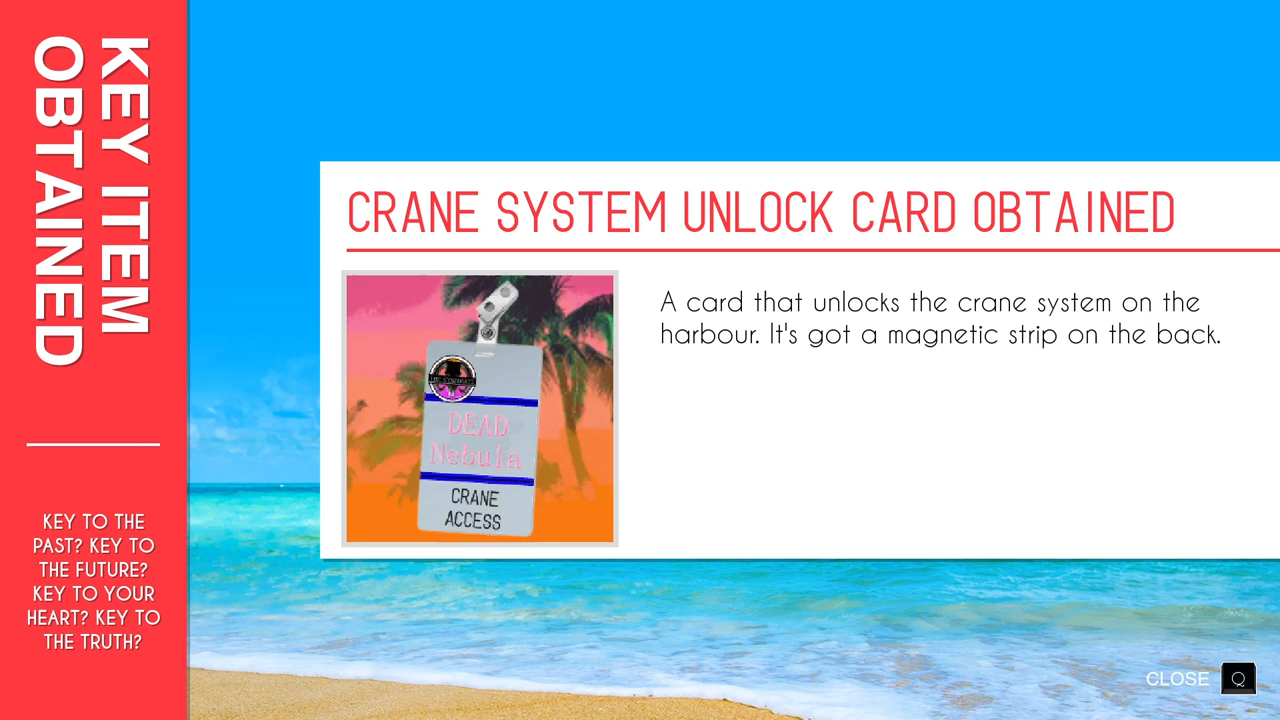 KEY ITEM
OBTAINED
KEY TO THE
PAST? KEY TO
THE FUTURE?
KEY TO YOUR
HEART? KEY TO
THE TRUTH?
CRANE SYSTEM UNLOCK CARD OBTAINED
DEAD
Nebula
CRANE
ACCESS
A card that unlocks the crane system on the
harbour. It's got a magnetic strip on the back.
CLOSE Q